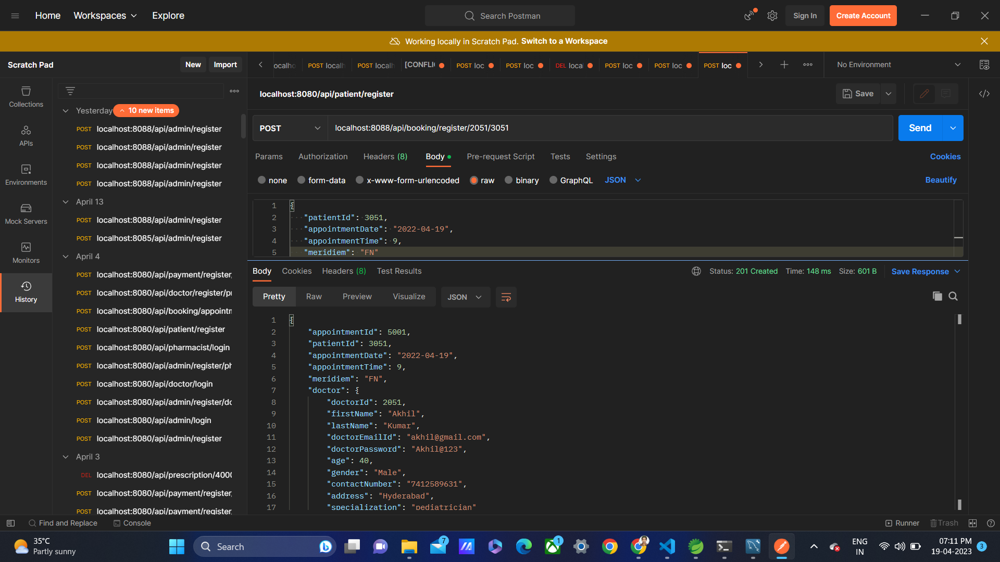 Home
Workspaces
Explore
Search Postman
Sign In
Create Account
Working locally in Scratch Pad. Switch to a Workspace
Scratch Pad
New
Import
ocalho
POST localh
POST localh
[CONFLI
POST loc
POST loc
DEL local
POST loc
POST loc
POST loc
No Environment
Collections
APIs
Environments
Mock Servers
Monitors
History
Yesterday
10 new items
POST localhost:8088/api/admin/register
POST localhost:8088/api/admin/register
POST localhost:8088/api/admin/register
POST localhost:8088/api/admin/register
April 13
POST localhost:8088/api/admin/register
POST localhost:8085/api/admin/register
April 4
POST localhost:8080/api/payment/register
POST localhost:8080/api/doctor/register/p
POST localhost:8080/api/booking/appoint
POST localhost:8080/api/patient/register
POST localhost:8080/api/pharmacist/login
POST localhost:8080/api/admin/register/ph
POST localhost:8080/api/doctor/login
POST localhost:8080/api/admin/register/do
POST localhost:8080/api/admin/login
POST localhost:8080/api/admin/register
April 3
DEL localhost:8080/api/prescription/400
POST localhost:8080/api/payment/register
POST localhost:8080/api/payment/register
localhost:8080/api/patient/register
Save
POST
localhost:8088/api/booking/register/2051/3051
Send
Params
Authorization
Headers (8)
Body
Pre-request Script
Tests
Settings
Cookies
none
form-data
x-www-form-urlencoded
raw
binary
GraphQL
JSON
Beautify
1 {
2 "patientId": 3051,
3 "appointmentDate": "2022-04-19",
4 "appointmentTime": 9,
5 "meridiem": "FN"
Body
Cookies
Headers (8)
Test Results
Status: 201 Created
Time: 148 ms
Size: 601 B
Save Response
Pretty
Raw
Preview
Visualize
JSON
1 {
2 "appointmentId": 5001,
3 "patientId": 3051,
4 "appointmentDate": "2022-04-19",
5 "appointmentTime": 9,
6 "meridiem": "FN",
7 "doctor": {
8 "doctorId": 2051,
9 "firstName": "Akhil",
10 "lastName": "Kumar",
11 "doctorEmailId": "akhil@gmail.com",
12 "doctorPassword": "Akhil@123",
13 "age": 40,
14 "gender": "Male",
15 "contactNumber": "7412589631",
16 "address": "Hyderabad",
17 "specialization": "pediatrician"
Find and Replace
Console
Runner
Trash
35°C
Partly sunny
Search
7
1
ENG
IN
07:11 PM
19-04-2023
3